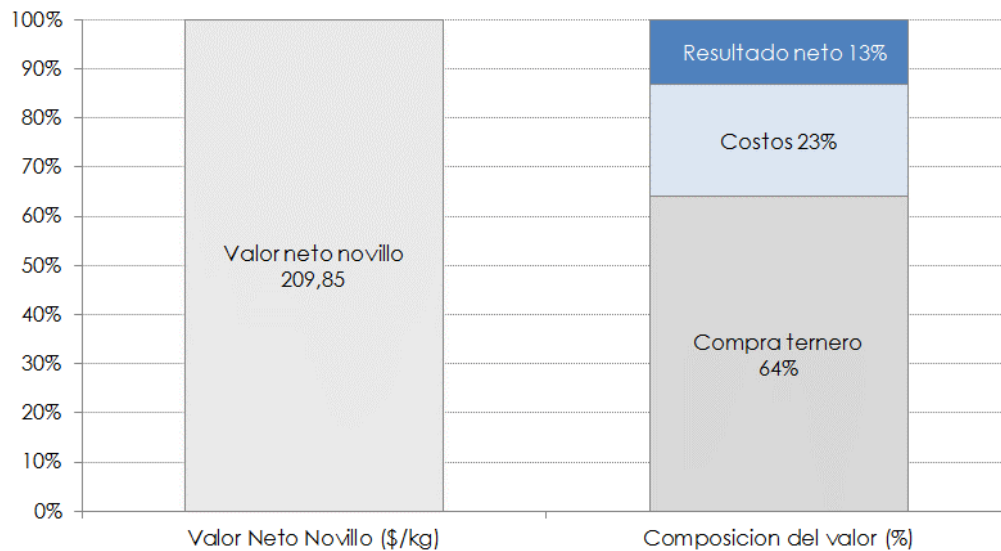 100%
90%
80%
70%
60%
50%
40%
30%
20%
10%
0%
Valor neto novillo
209,85
Resultado neto 13%
Costos 23%
Compra ternero
64%
Valor Neto Novillo ($/kg)
Composicion del valor (%)